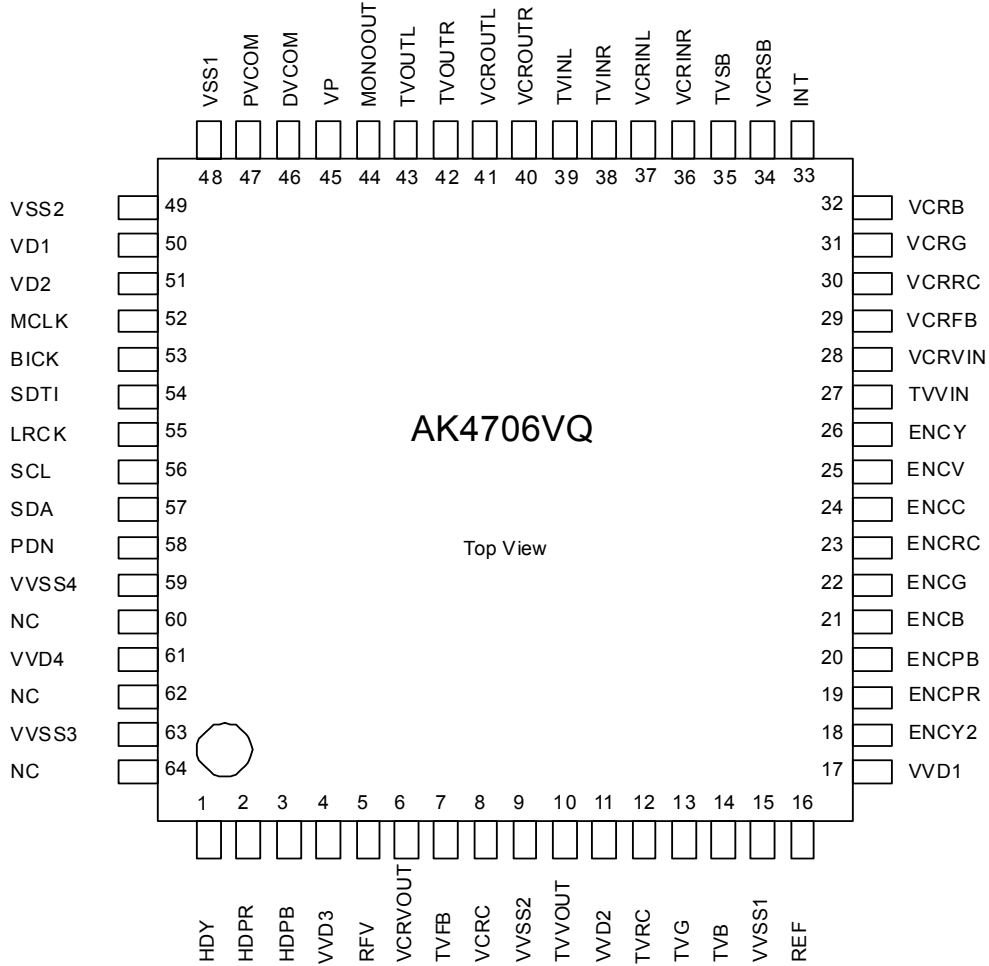 VSS1 PVCOM DVCOM VP MONOOUT TVOUTL TVOUTR VCROUTL VCROUTR TVINL TVINR VCRINL VCRINR TVSB VCRSB INT
48 47 46 45 44 43 42 41 40 39 38 37 36 35 34 33
VSS2 49 32 VCRB
VD1 50 31 VCRG
VD2 51 30 VCRRC
MCLK 52 29 VCRFB
BICK 53 28 VCRVIN
SDTI 54 27 TVVIN
LRCK 55 AK4706VQ 26 ENCY
SCL 56 25 ENCV
SDA 57 24 ENCC
PDN 58 Top View 23 ENCRC
VVSS4 59 22 ENCG
NC 60 21 ENCB
VVD4 61 20 ENCPB
NC 62 19 ENCPR
VVSS3 63 18 ENCY2
NC 64 17 VVD1
1 2 3 4 5 6 7 8 9 10 11 12 13 14 15 16
HDY HDPR HDPB VVD3 RFV VCRVOUT TVFB VCRC VVSS2 TVVOUT VVD2 TVRC TVG TVB VVSS1 REF